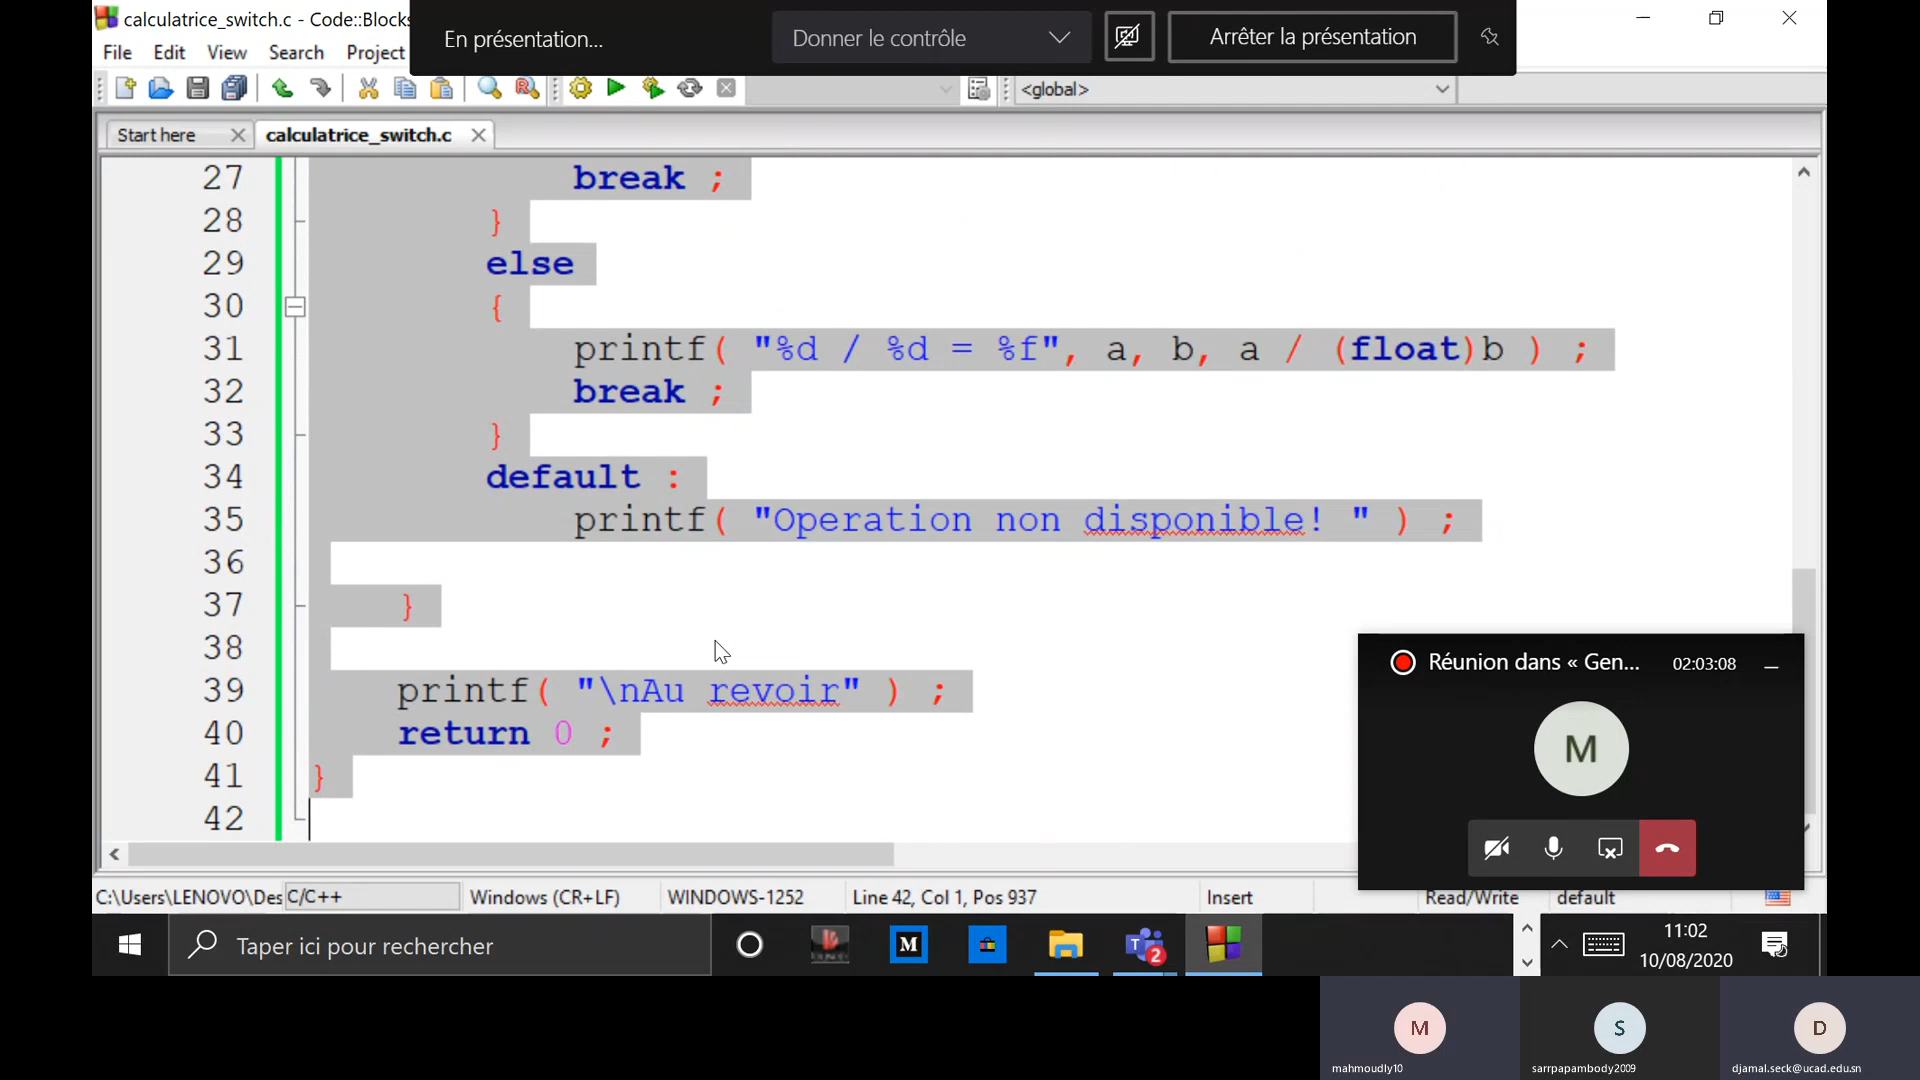 calculatrice_switch.c - Code::Blocks
En présentation...
Donner le contrôle
Arrêter la présentation
File Edit View Search Project
<global>
Start here
calculatrice_switch.c
27 break ;
28 }
29 else
30 {
31 printf( "%d / %d = %f", a, b, a / (float)b ) ;
32 break ;
33 }
34 default :
35 printf( "Operation non disponible! " ) ;
36
37 }
38
39 printf( "\nAu revoir" ) ;
40 return 0 ;
41 }
42
Réunion dans « Gen... 02:03:08
M
C:\Users\LENOVO\Des C/C++ Windows (CR+LF) WINDOWS-1252 Line 42, Col 1, Pos 937 Insert Read/Write default
Taper ici pour rechercher
M
T
2
11:02
10/08/2020
M
S
D
mahmoudly10
sarrpapambody2009
djamal.seck@ucad.edu.sn